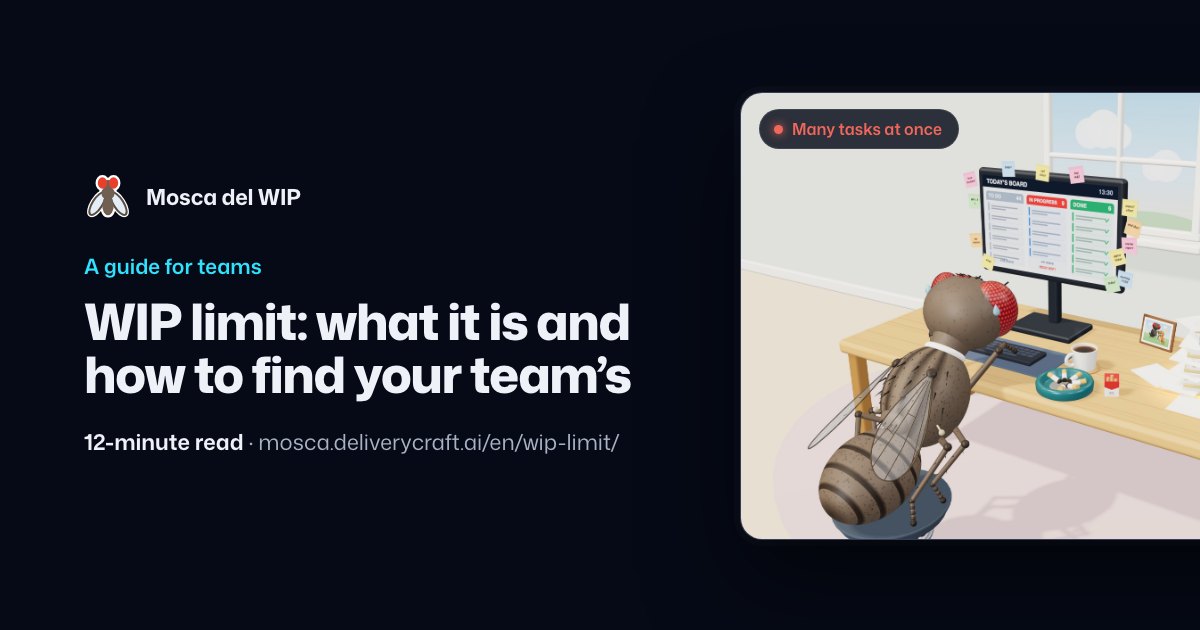 Mosca del WIP
A guide for teams
WIP limit: what it is and
how to find your team’s
12-minute read · mosca.deliverycraft.ai/en/wip-limit/
Many tasks at once
TODAY'S BOARD
13:30
IN PROGRESS
DONE